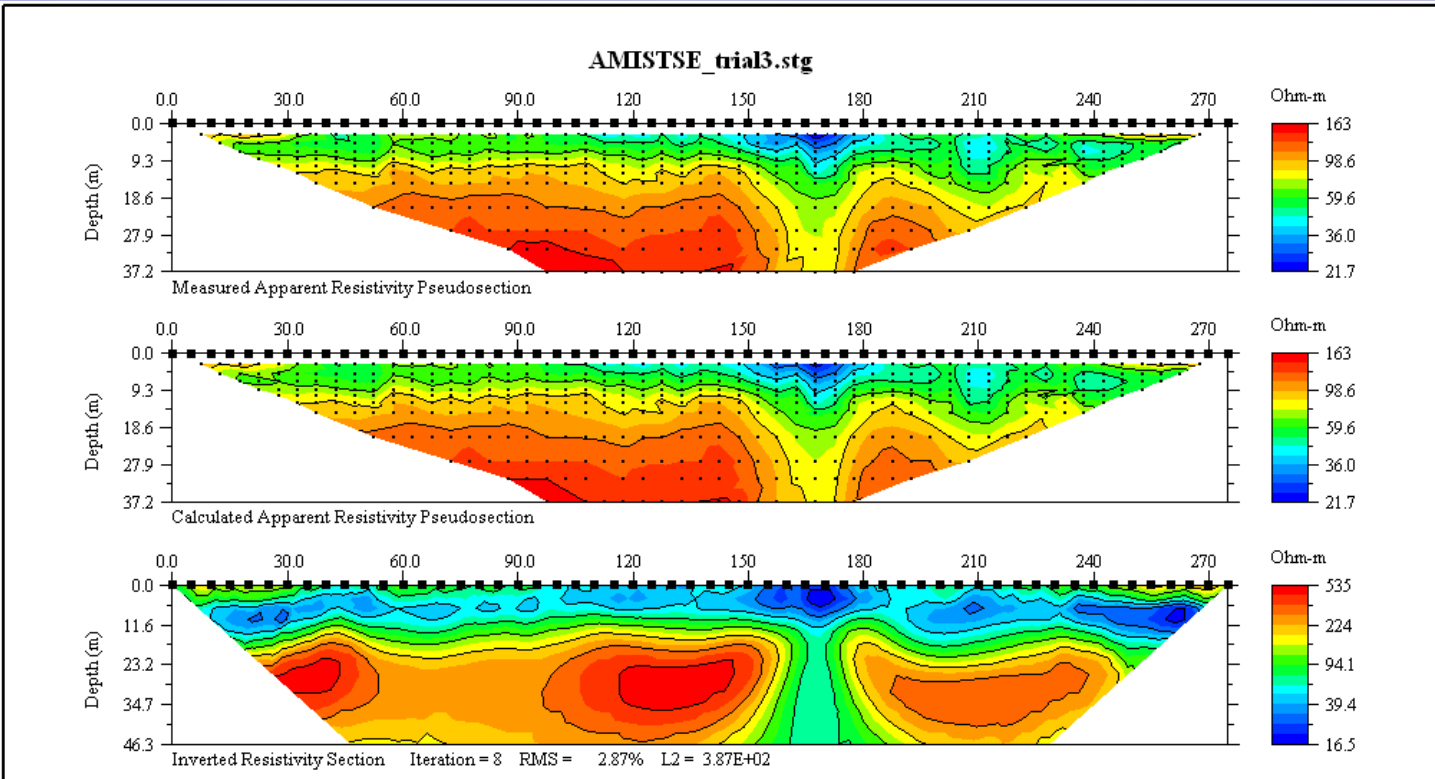 AMISTSE_trial3.stg
0.0 30.0 60.0 90.0 120 150 180 210 240 270 Ohm-m
0.0 163
9.3 98.6
18.6 59.6
27.9 36.0
37.2 21.7
Depth (m)
Measured Apparent Resistivity Pseudosection
0.0 30.0 60.0 90.0 120 150 180 210 240 270 Ohm-m
0.0 163
9.3 98.6
18.6 59.6
27.9 36.0
37.2 21.7
Depth (m)
Calculated Apparent Resistivity Pseudosection
0.0 30.0 60.0 90.0 120 150 180 210 240 270 Ohm-m
0.0 535
11.6 224
23.2 94.1
34.7 39.4
46.3 16.5
Depth (m)
Inverted Resistivity Section Iteration = 8 RMS = 2.87% L2 = 3.87E+02